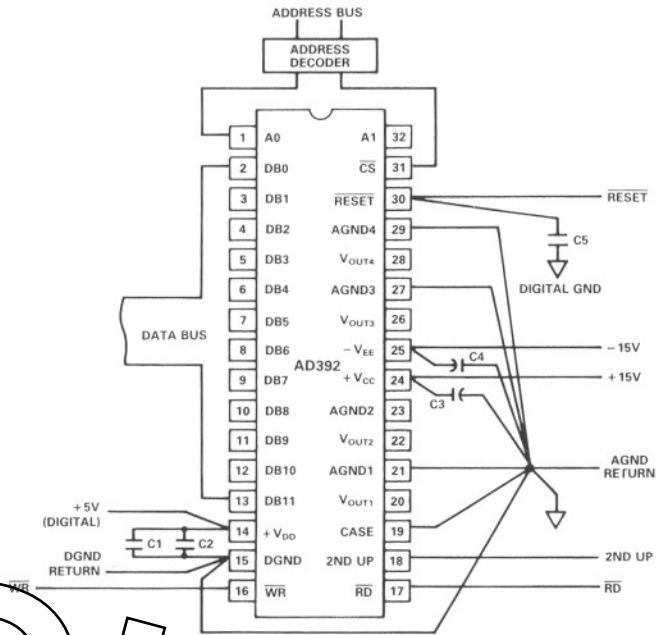 ADDRESS BUS
ADDRESS
DECODER
1 A0
A1 32
2 DB0
CS 31
3 DB1
RESET 30
RESET
4 DB2
AGND4 29
C5
5 DB3
VOUT4 28
DIGITAL GND
6 DB4
AGND3 27
7 DB5
VOUT3 26
DATA BUS
8 DB6
-VEE 25
-15V
C4
AD392
9 DB7
+VCC 24
+15V
C3
10 DB8
AGND2 23
11 DB9
VOUT2 22
12 DB10
AGND1 21
AGND
RETURN
13 DB11
VOUT1 20
+5V
(DIGITAL)
14 +VDD
CASE 19
C1
C2
DGND
RETURN
15 DGND
2ND UP 18
2ND UP
WR
16 WR
RD 17
RD